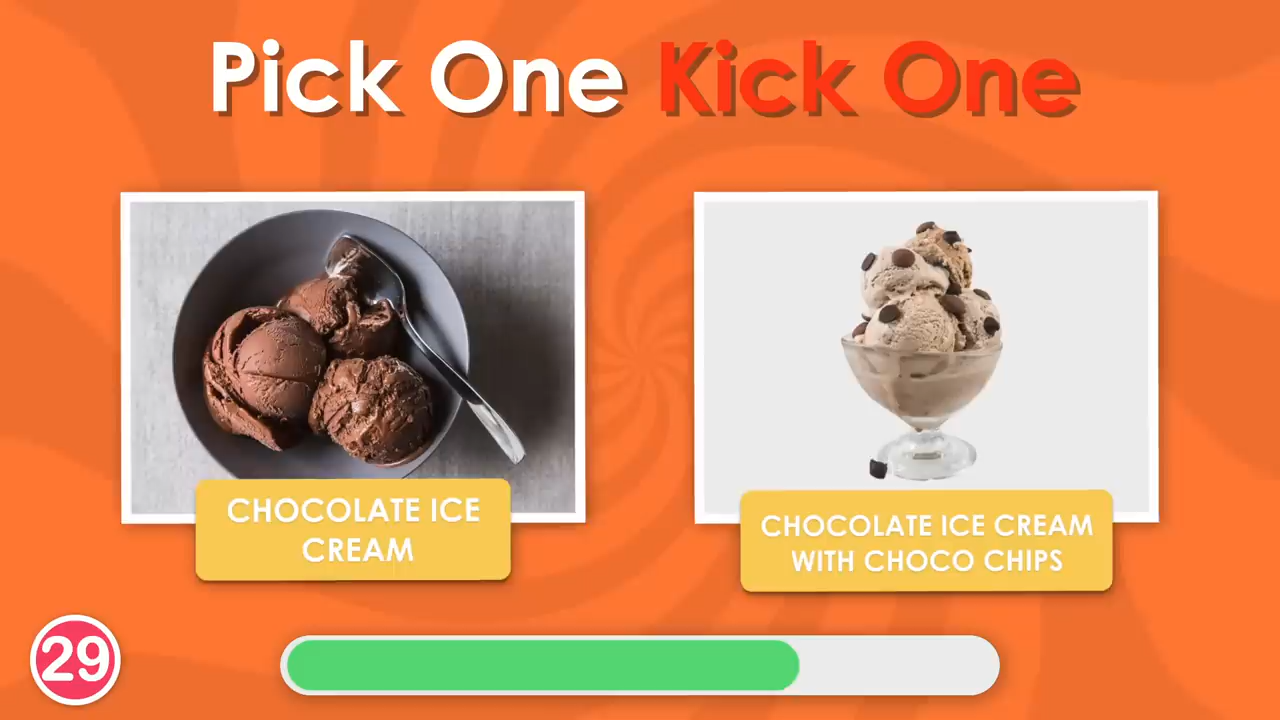 Pick One Kick One
CHOCOLATE ICE
CREAM
CHOCOLATE ICE CREAM
WITH CHOCO CHIPS
29